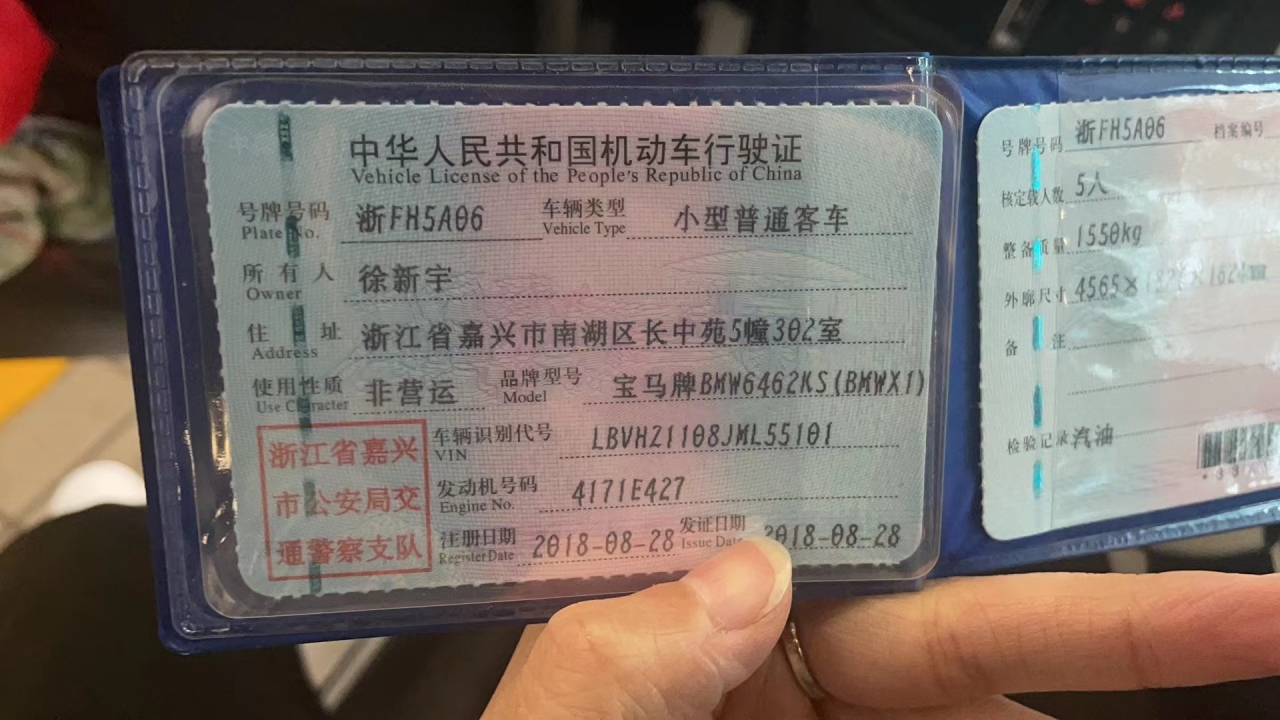 中华人民共和国机动车行驶证
Vehicle License of the People's Republic of China
号牌号码 浙FH5A06 车辆类型 小型普通客车
Plate No. Vehicle Type
所有人 徐新宇
Owner
住址 浙江省嘉兴市南湖区长中苑5幢302室
Address
使用性质 非营运 品牌型号 宝马牌BMW6462KS(BMWX1)
Use Character Model
浙江省嘉兴
市公安局交
通警察支队
车辆识别代号 LBVHZ1108JML55101
VIN
发动机号码 4171E427
Engine No.
注册日期 2018-08-28 发证日期 2018-08-28
Register Date Issue Date
号牌号码 浙FH5A06 档案编号
核定载人数 5人
整备质量 1550kg
外廓尺寸 4565×
备注
检验记录 汽油